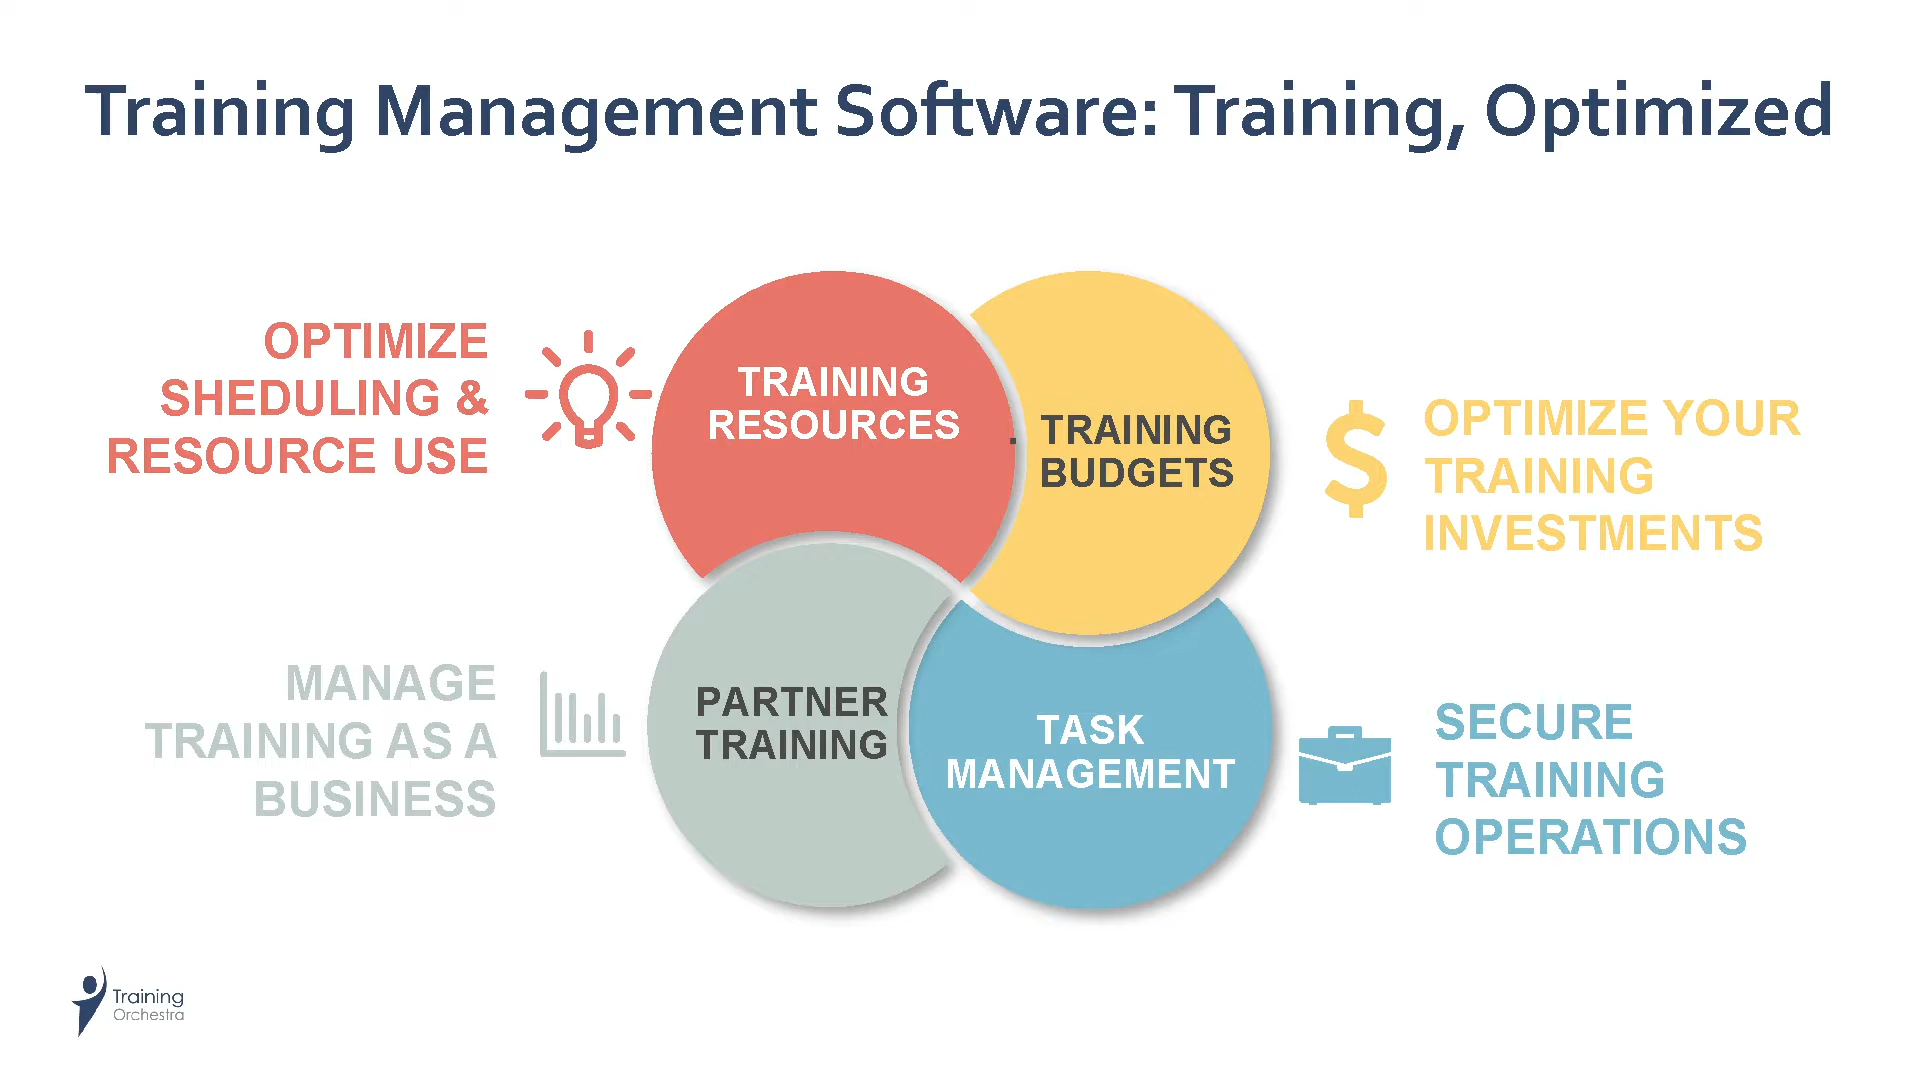 Training Management Software: Training, Optimized
OPTIMIZE
SHEDULING &
RESOURCE USE
TRAINING
RESOURCES
. TRAINING
BUDGETS
OPTIMIZE YOUR
TRAINING
INVESTMENTS
MANAGE
TRAINING AS A
BUSINESS
PARTNER
TRAINING
TASK
MANAGEMENT
SECURE
TRAINING
OPERATIONS
Training
Orchestra